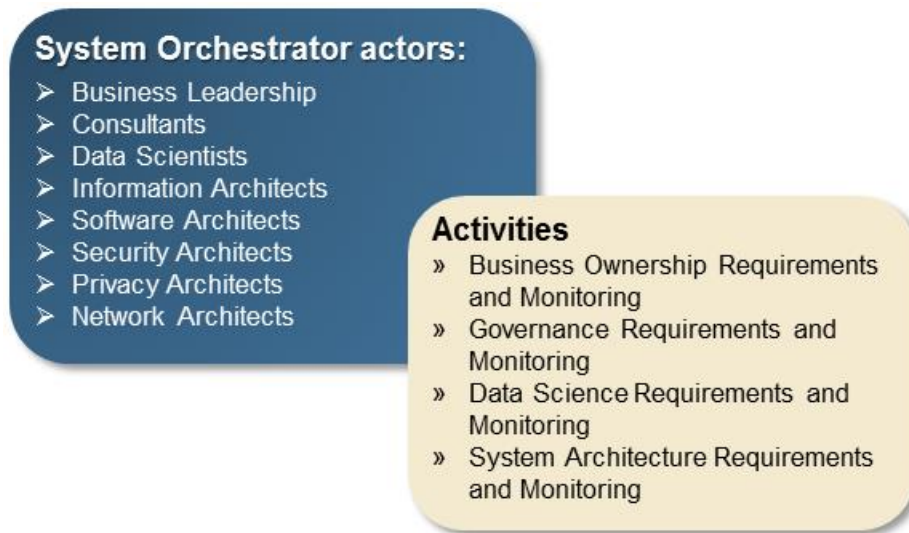 System Orchestrator actors:
➢ Business Leadership
➢ Consultants
➢ Data Scientists
➢ Information Architects
➢ Software Architects
➢ Security Architects
➢ Privacy Architects
➢ Network Architects
Activities
» Business Ownership Requirements
and Monitoring
» Governance Requirements and
Monitoring
» Data Science Requirements and
Monitoring
» System Architecture Requirements
and Monitoring